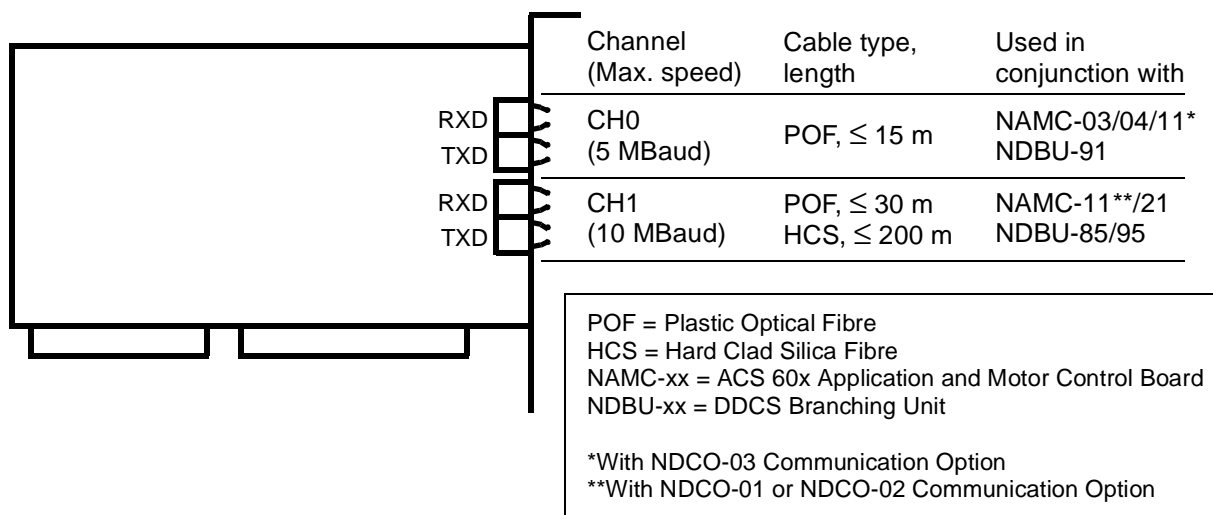 Channel Cable type, Used in
(Max. speed) length conjunction with
RXD CH0 POF, ≤ 15 m NAMC-03/04/11*
TXD (5 MBaud) NDBU-91
RXD CH1 POF, ≤ 30 m NAMC-11**/21
TXD (10 MBaud) HCS, ≤ 200 m NDBU-85/95
POF = Plastic Optical Fibre
HCS = Hard Clad Silica Fibre
NAMC-xx = ACS 60x Application and Motor Control Board
NDBU-xx = DDCS Branching Unit
*With NDCO-03 Communication Option
**With NDCO-01 or NDCO-02 Communication Option